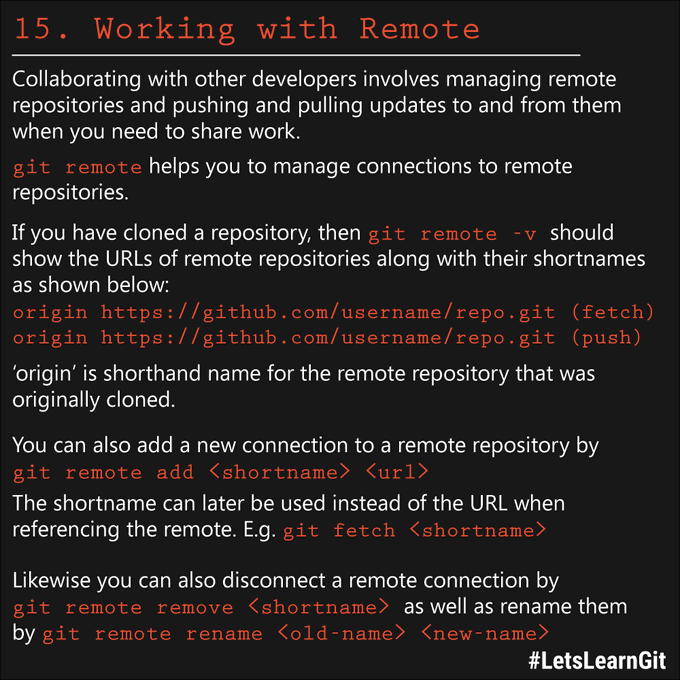 15. Working with Remote
Collaborating with other developers involves managing remote
repositories and pushing and pulling updates to and from them
when you need to share work.
git remote helps you to manage connections to remote
repositories.
If you have cloned a repository, then git remote -v should
show the URLs of remote repositories along with their shortnames
as shown below:
origin https://github.com/username/repo.git (fetch)
origin https://github.com/username/repo.git (push)
‘origin’ is shorthand name for the remote repository that was
originally cloned.
You can also add a new connection to a remote repository by
git remote add <shortname> <url>
The shortname can later be used instead of the URL when
referencing the remote. E.g. git fetch <shortname>
Likewise you can also disconnect a remote connection by
git remote remove <shortname> as well as rename them
by git remote rename <old-name> <new-name>
#LetsLearnGit